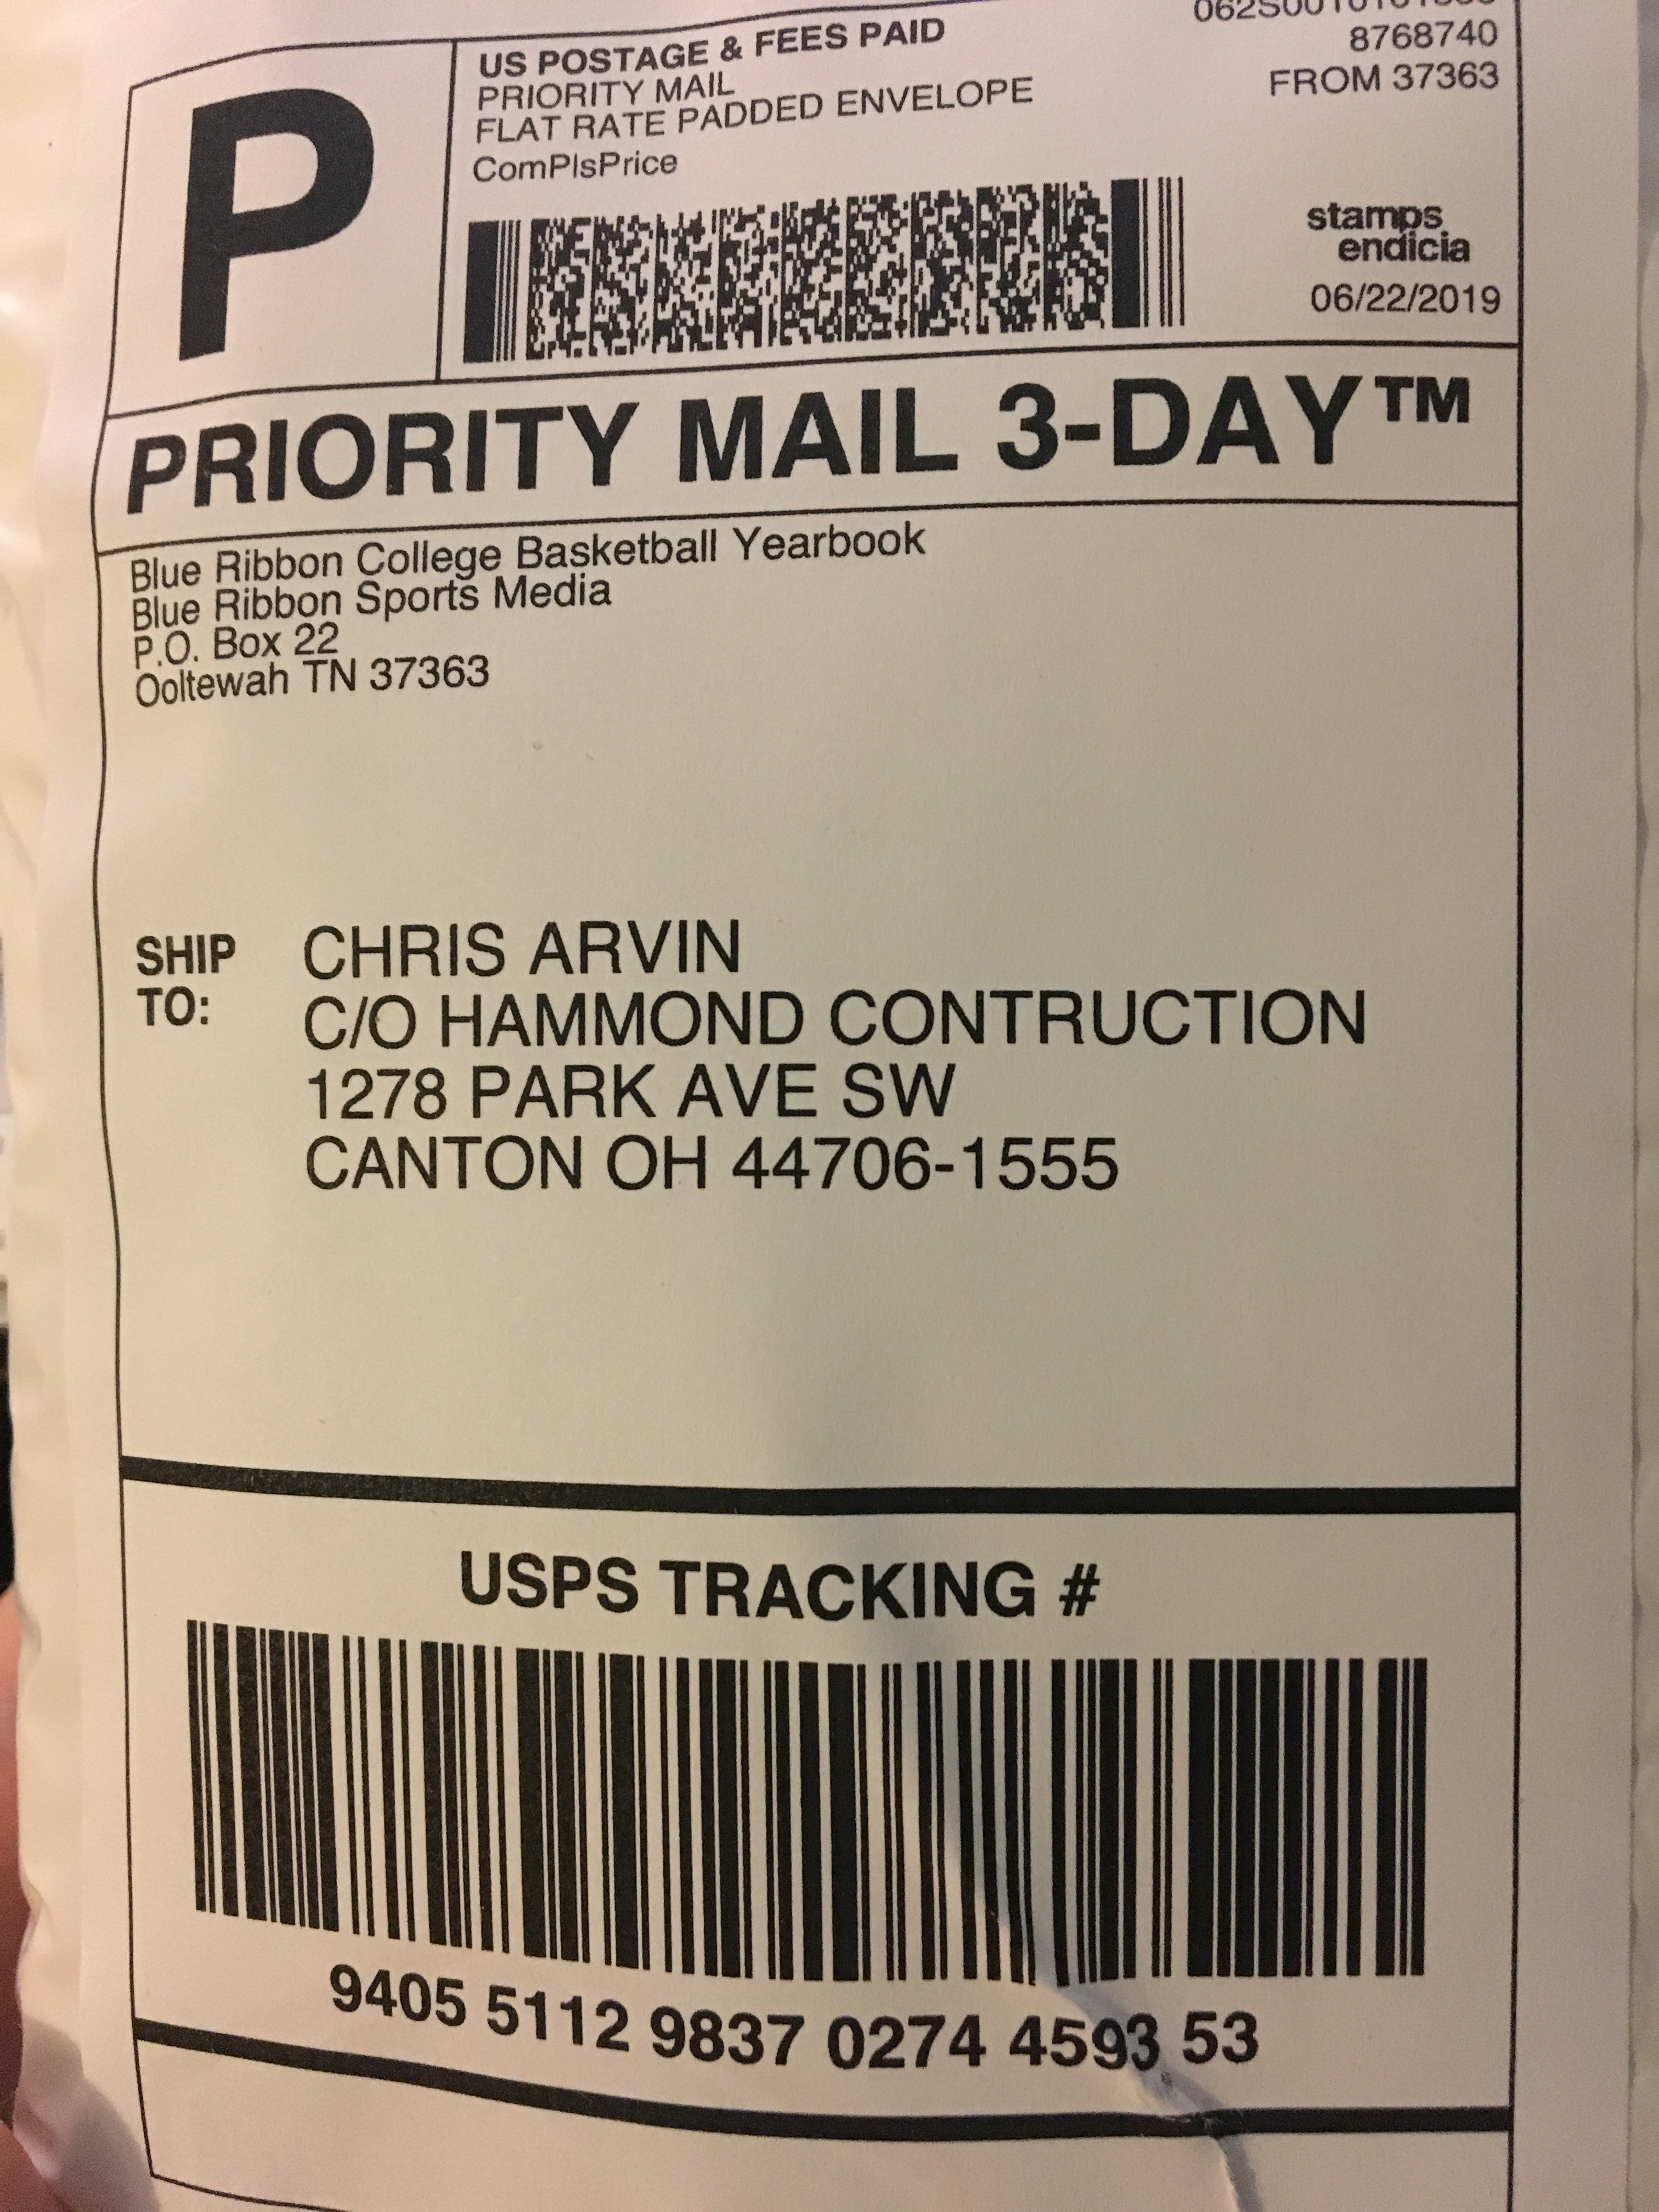 P
US POSTAGE & FEES PAID
PRIORITY MAIL
FLAT RATE PADDED ENVELOPE
ComPlsPrice
8768740
FROM 37363
stamps
endicia
06/22/2019
PRIORITY MAIL 3-DAY™
Blue Ribbon College Basketball Yearbook
Blue Ribbon Sports Media
P.O. Box 22
Ooltewah TN 37363
SHIP
TO:
CHRIS ARVIN
C/O HAMMOND CONTRUCTION
1278 PARK AVE SW
CANTON OH 44706-1555
USPS TRACKING #
9405 5112 9837 0274 4593 53